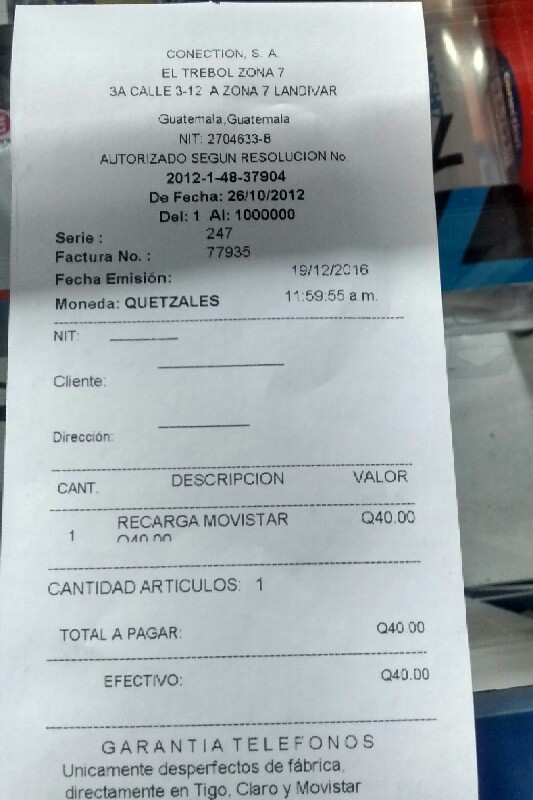 CONECTION, S. A.
EL TREBOL ZONA 7
3A CALLE 3-12 A ZONA 7 LANDIVAR
Guatemala,Guatemala
NIT: 2704633-8
AUTORIZADO SEGUN RESOLUCION No
2012-1-48-37904
De Fecha: 26/10/2012
Del: 1 Al: 1000000
Serie : 247
Factura No. : 77935
Fecha Emisión: 19/12/2016
Moneda: QUETZALES 11:59:55 a.m.
NIT:
Cliente:
Dirección:
CANT. DESCRIPCION VALOR
1 RECARGA MOVISTAR Q40.00
Q40.00
CANTIDAD ARTICULOS: 1
TOTAL A PAGAR: Q40.00
EFECTIVO: Q40.00
GARANTIA TELEFONOS
Unicamente desperfectos de fábrica,
directamente en Tigo, Claro y Movistar